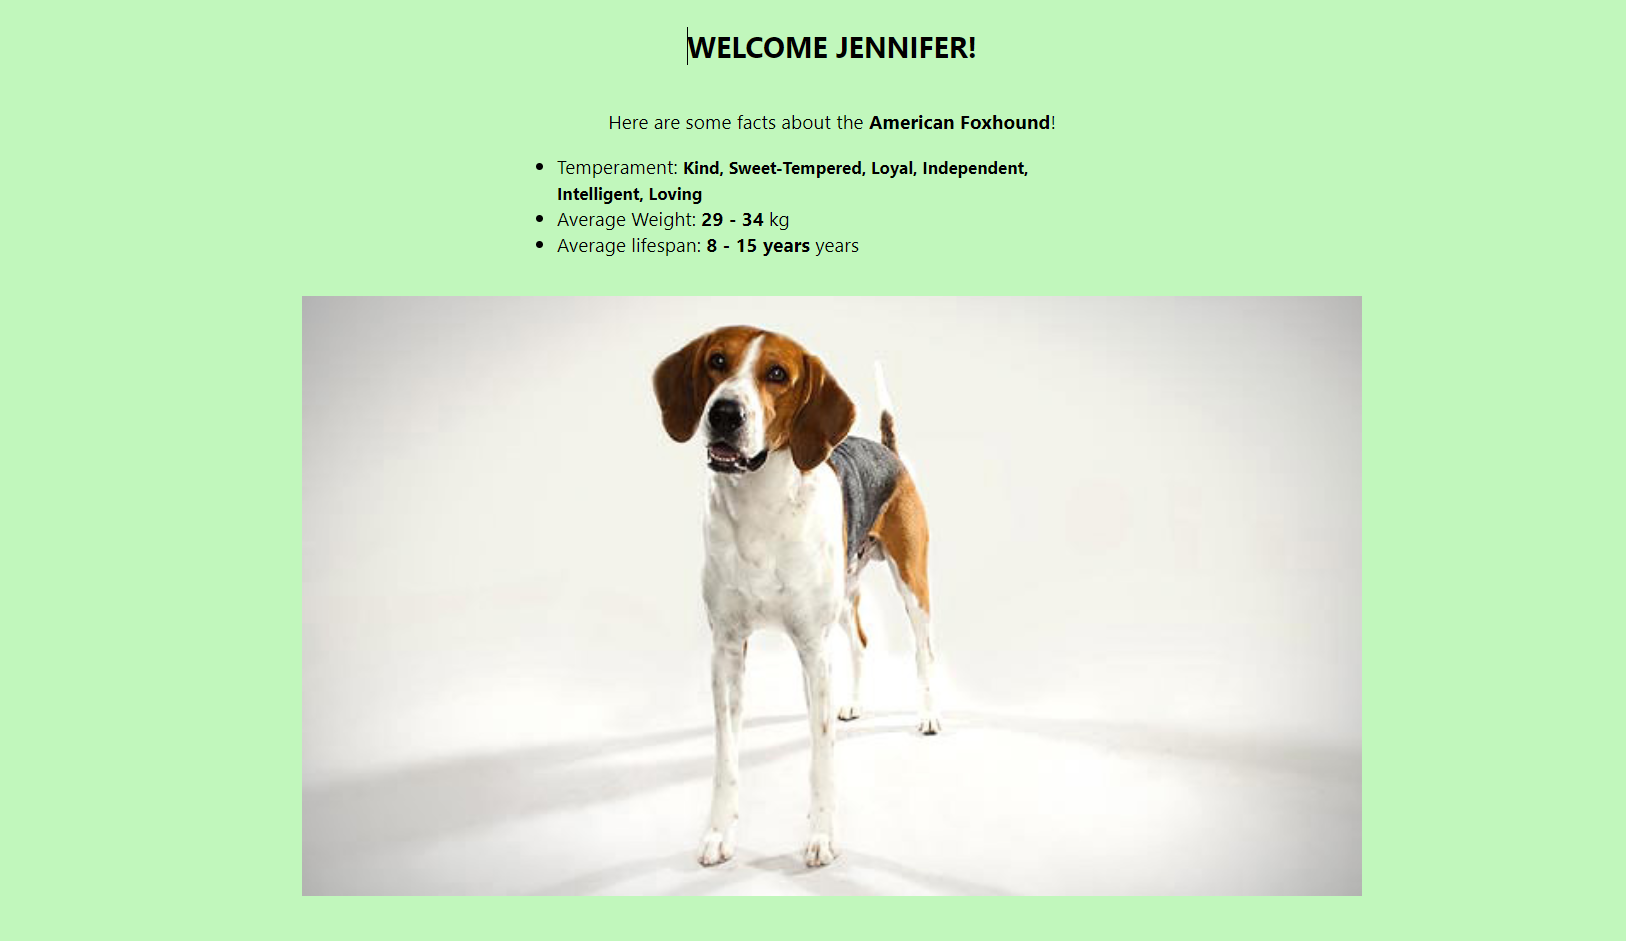 WELCOME JENNIFER!
Here are some facts about the American Foxhound!
Temperament: Kind, Sweet-Tempered, Loyal, Independent,
Intelligent, Loving
Average Weight: 29 - 34 kg
Average lifespan: 8 - 15 years years